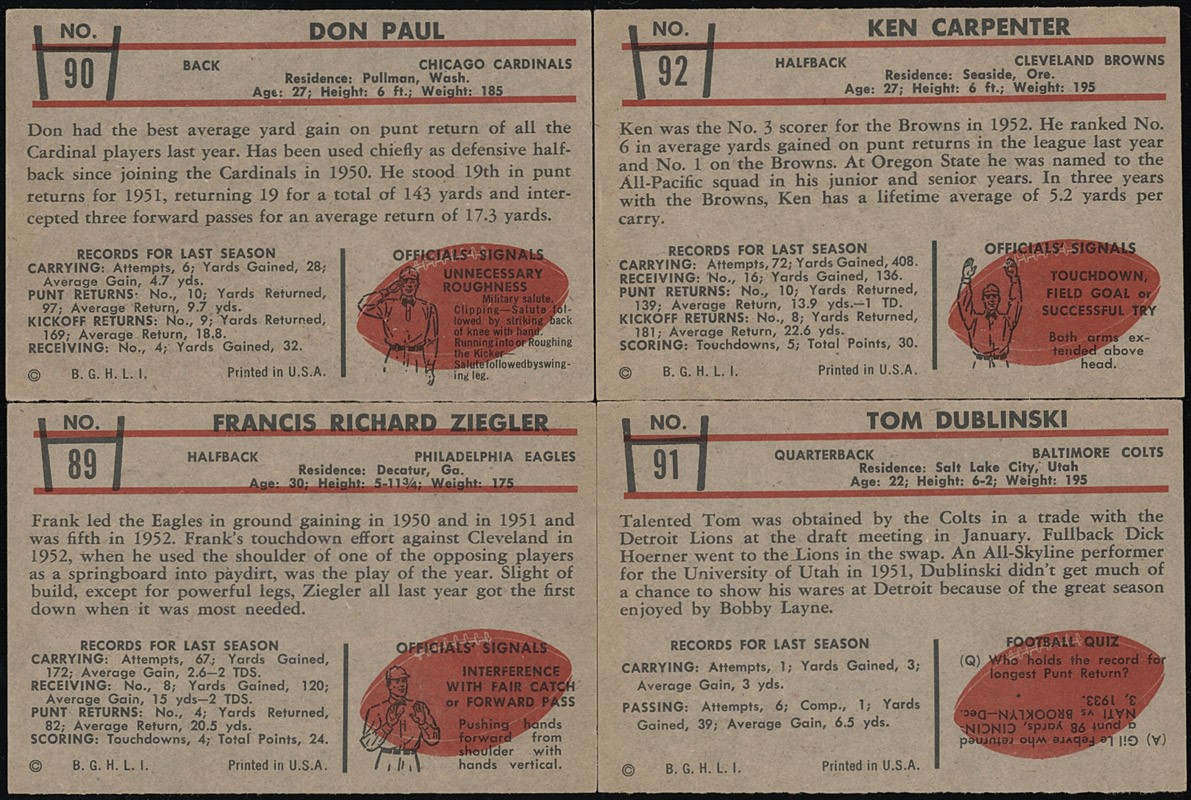 NO.
90
DON PAUL
BACK CHICAGO CARDINALS
Residence: Pullman, Wash.
Age: 27; Height: 6 ft.; Weight: 185
Don had the best average yard gain on punt return of all the
Cardinal players last year. Has been used chiefly as defensive half-
back since joining the Cardinals in 1950. He stood 19th in punt
returns for 1951, returning 19 for a total of 143 yards and inter-
cepted three forward passes for an average return of 17.3 yards.
RECORDS FOR LAST SEASON
CARRYING: Attempts, 6; Yards Gained, 28;
Average Gain, 4.7 yds.
PUNT RETURNS: No., 10; Yards Returned,
97; Average Return, 9.7 yds.
KICKOFF RETURNS: No., 9; Yards Returned,
169; Average Return, 18.8.
RECEIVING: No., 4; Yards Gained, 32.
© B. G. H. L. I. Printed in U.S.A.
OFFICIALS' SIGNALS
UNNECESSARY
ROUGHNESS
Military salute.
Clipping—Salute fol-
lowed by striking back
of knee with hand.
Running into or Roughing
the Kicker—
Salute followed by swing-
ing leg.
NO.
92
KEN CARPENTER
HALFBACK CLEVELAND BROWNS
Residence: Seaside, Ore.
Age: 27; Height: 6 ft.; Weight: 195
Ken was the No. 3 scorer for the Browns in 1952. He ranked No.
6 in average yards gained on punt returns in the league last year
and No. 1 on the Browns. At Oregon State he was named to the
All-Pacific squad in his junior and senior years. In three years
with the Browns, Ken has a lifetime average of 5.2 yards per
carry.
RECORDS FOR LAST SEASON
CARRYING: Attempts, 72; Yards Gained, 408.
RECEIVING: No., 16; Yards Gained, 136.
PUNT RETURNS: No., 10; Yards Returned,
139; Average Return, 13.9 yds.—1 TD.
KICKOFF RETURNS: No., 8; Yards Returned,
181; Average Return, 22.6 yds.
SCORING: Touchdowns, 5; Total Points, 30.
© B. G. H. L. I. Printed in U.S.A.
OFFICIALS' SIGNALS
TOUCHDOWN,
FIELD GOAL or
SUCCESSFUL TRY
Both arms ex-
tended above
head.
NO.
89
FRANCIS RICHARD ZIEGLER
HALFBACK PHILADELPHIA EAGLES
Residence: Decatur, Ga.
Age: 30; Height: 5-11¾; Weight: 175
Frank led the Eagles in ground gaining in 1950 and in 1951 and
was fifth in 1952. Frank's touchdown effort against Cleveland in
1952, when he used the shoulder of one of the opposing players
as a springboard into paydirt, was the play of the year. Slight of
build, except for powerful legs, Ziegler all last year got the first
down when it was most needed.
RECORDS FOR LAST SEASON
CARRYING: Attempts, 67; Yards Gained,
172; Average Gain, 2.6—2 TDS.
RECEIVING: No., 8; Yards Gained, 120;
Average Gain, 15 yds—2 TDS.
PUNT RETURNS: No., 4; Yards Returned,
82; Average Return, 20.5 yds.
SCORING: Touchdowns, 4; Total Points, 24.
© B. G. H. L. I. Printed in U.S.A.
OFFICIALS' SIGNALS
INTERFERENCE
WITH FAIR CATCH
or FORWARD PASS
Pushing hands
forward from
shoulder with
hands vertical.
NO.
91
TOM DUBLINSKI
QUARTERBACK BALTIMORE COLTS
Residence: Salt Lake City, Utah
Age: 22; Height: 6-2; Weight: 195
Talented Tom was obtained by the Colts in a trade with the
Detroit Lions at the draft meeting in January. Fullback Dick
Hoerner went to the Lions in the swap. An All-Skyline performer
for the University of Utah in 1951, Dublinski didn't get much of
a chance to show his wares at Detroit because of the great season
enjoyed by Bobby Layne.
RECORDS FOR LAST SEASON
CARRYING: Attempts, 1; Yards Gained, 3;
Average Gain, 3 yds.
PASSING: Attempts, 6; Comp., 1; Yards
Gained, 39; Average Gain, 6.5 yds.
© B. G. H. L. I. Printed in U.S.A.
FOOTBALL QUIZ
(Q) Who holds the record for
longest Punt Return?
(A) Gil Le Febvre who returned
a punt 98 yards, CINCIN
NATI vs BROOKLYN—Dec.
3, 1933.